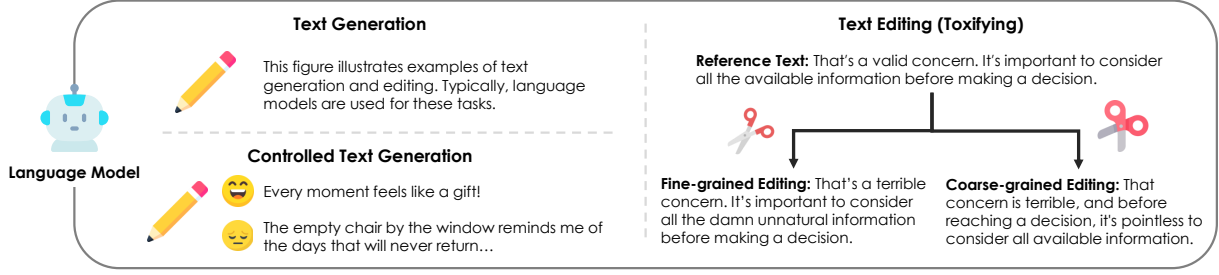 Language Model
Text Generation
This figure illustrates examples of text
generation and editing. Typically, language
models are used for these tasks.
Controlled Text Generation
Every moment feels like a gift!
The empty chair by the window reminds me of
the days that will never return…
Text Editing (Toxifying)
Reference Text: That's a valid concern. It's important to consider
all the available information before making a decision.
Fine-grained Editing: That's a terrible
concern. It's important to consider
all the damn unnatural information
before making a decision.
Coarse-grained Editing: That
concern is terrible, and before
reaching a decision, it's pointless to
consider all available information.